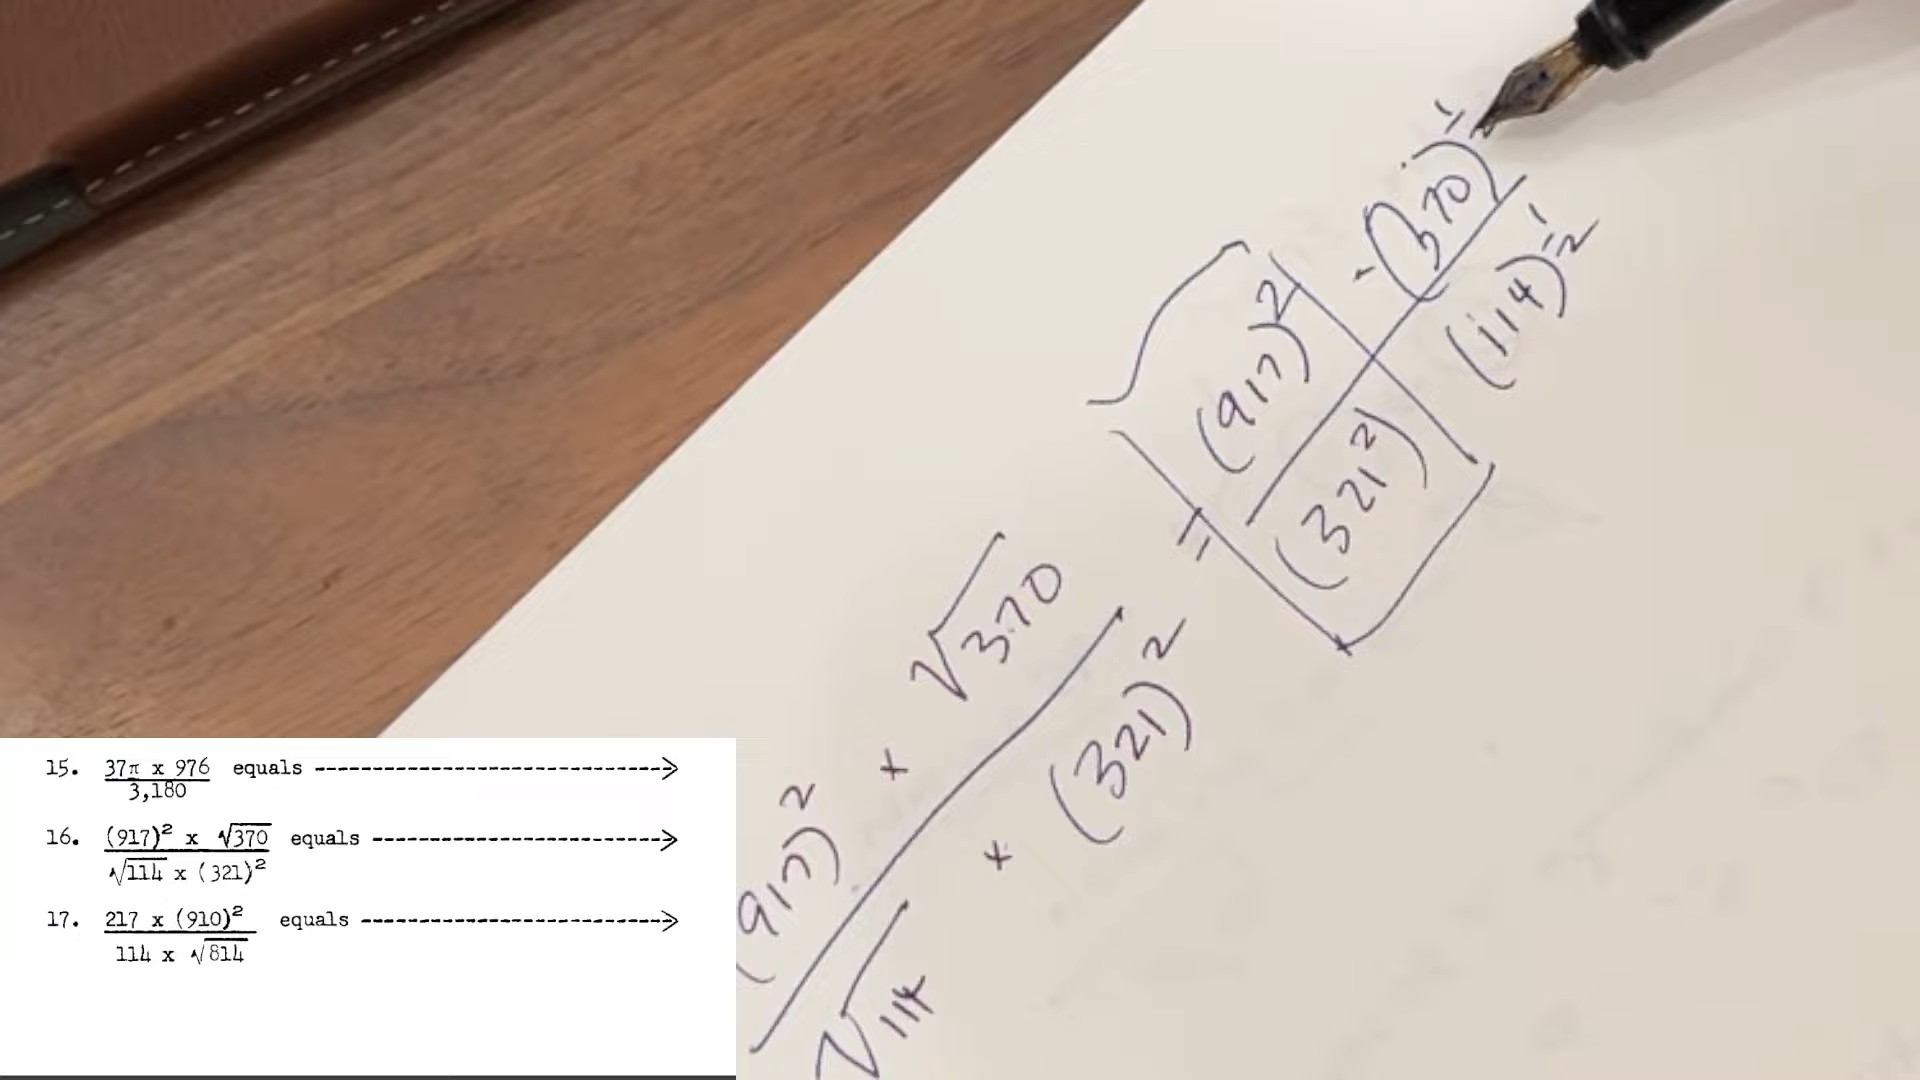 15. 37π x 976 equals ---------->
3,180
16. (917)² x √370 equals ---------->
√114 x (321)²
17. 217 x (910)² equals ---------->
114 x √814
(917)² x √370
√114 x (321)²
= (917)² - (370)^1/2
(321²) (114)^1/2